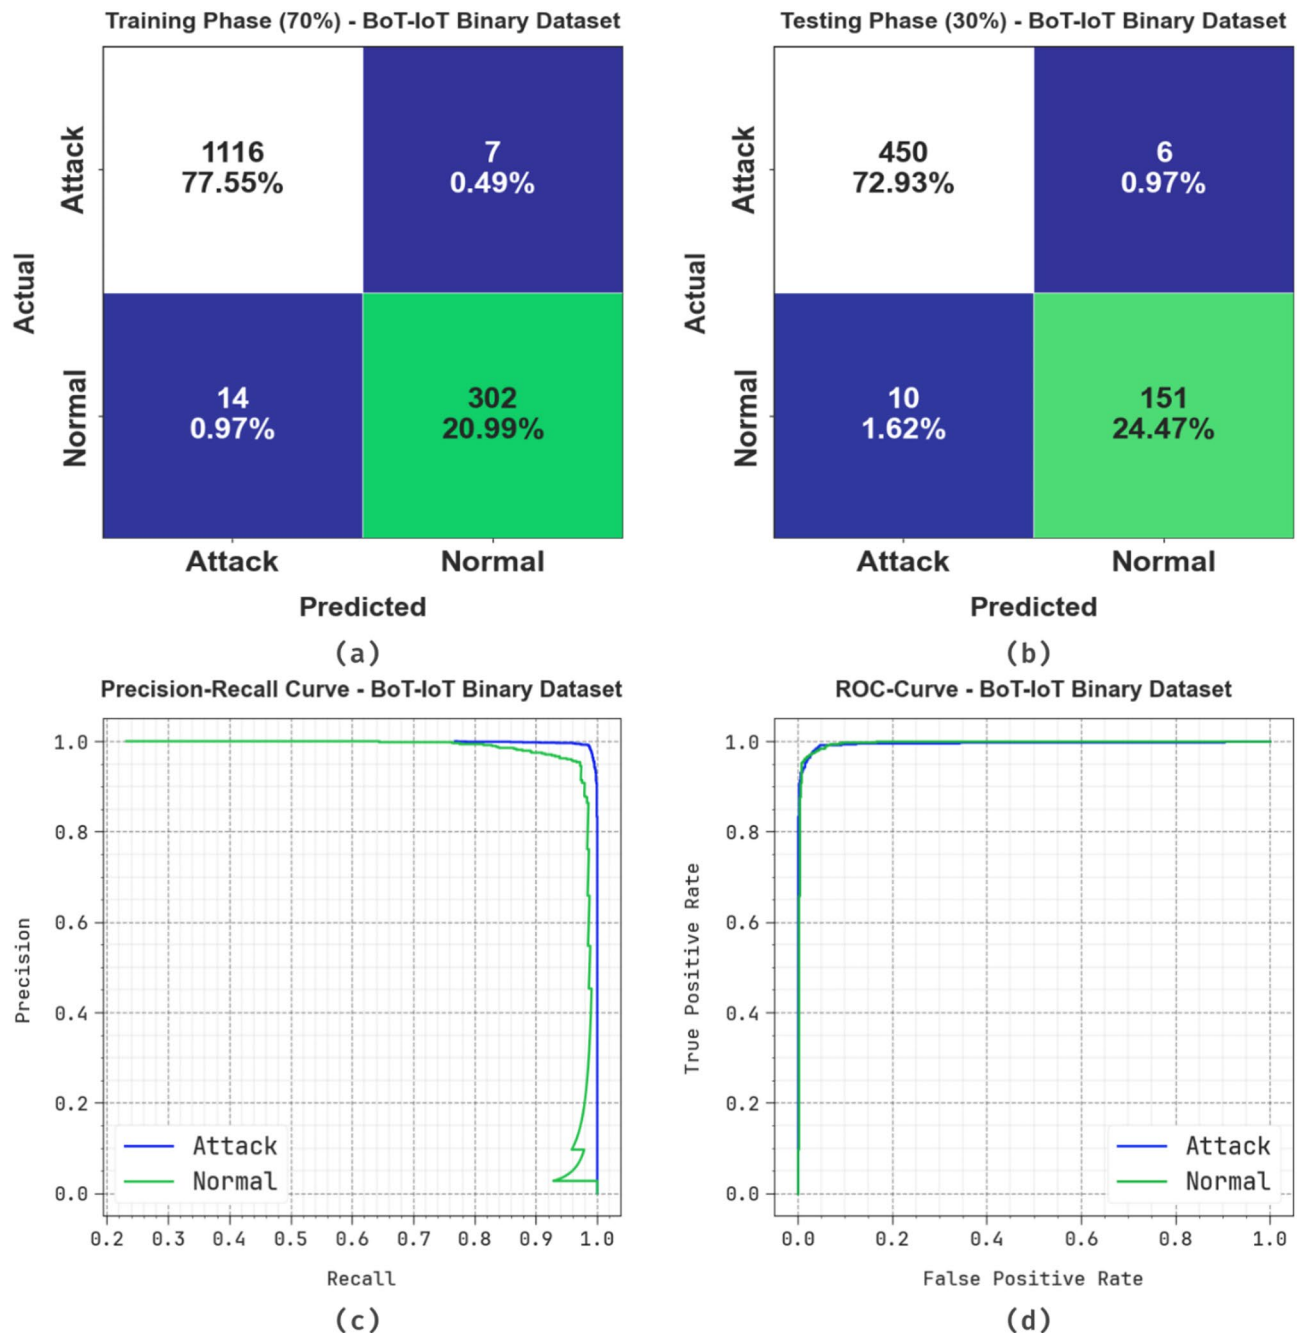 Training Phase (70%) - BoT-IoT Binary Dataset
Actual
Attack
Normal
1116
77.55%
7
0.49%
14
0.97%
302
20.99%
Attack
Normal
Predicted
(a)
Testing Phase (30%) - BoT-IoT Binary Dataset
Actual
Attack
Normal
450
72.93%
6
0.97%
10
1.62%
151
24.47%
Attack
Normal
Predicted
(b)
Precision-Recall Curve - BoT-IoT Binary Dataset
Precision
1.0
0.8
0.6
0.4
0.2
0.0
Attack
Normal
0.2 0.3 0.4 0.5 0.6 0.7 0.8 0.9 1.0
Recall
(c)
ROC-Curve - BoT-IoT Binary Dataset
True Positive Rate
1.0
0.8
0.6
0.4
0.2
0.0
Attack
Normal
0.0 0.2 0.4 0.6 0.8 1.0
False Positive Rate
(d)